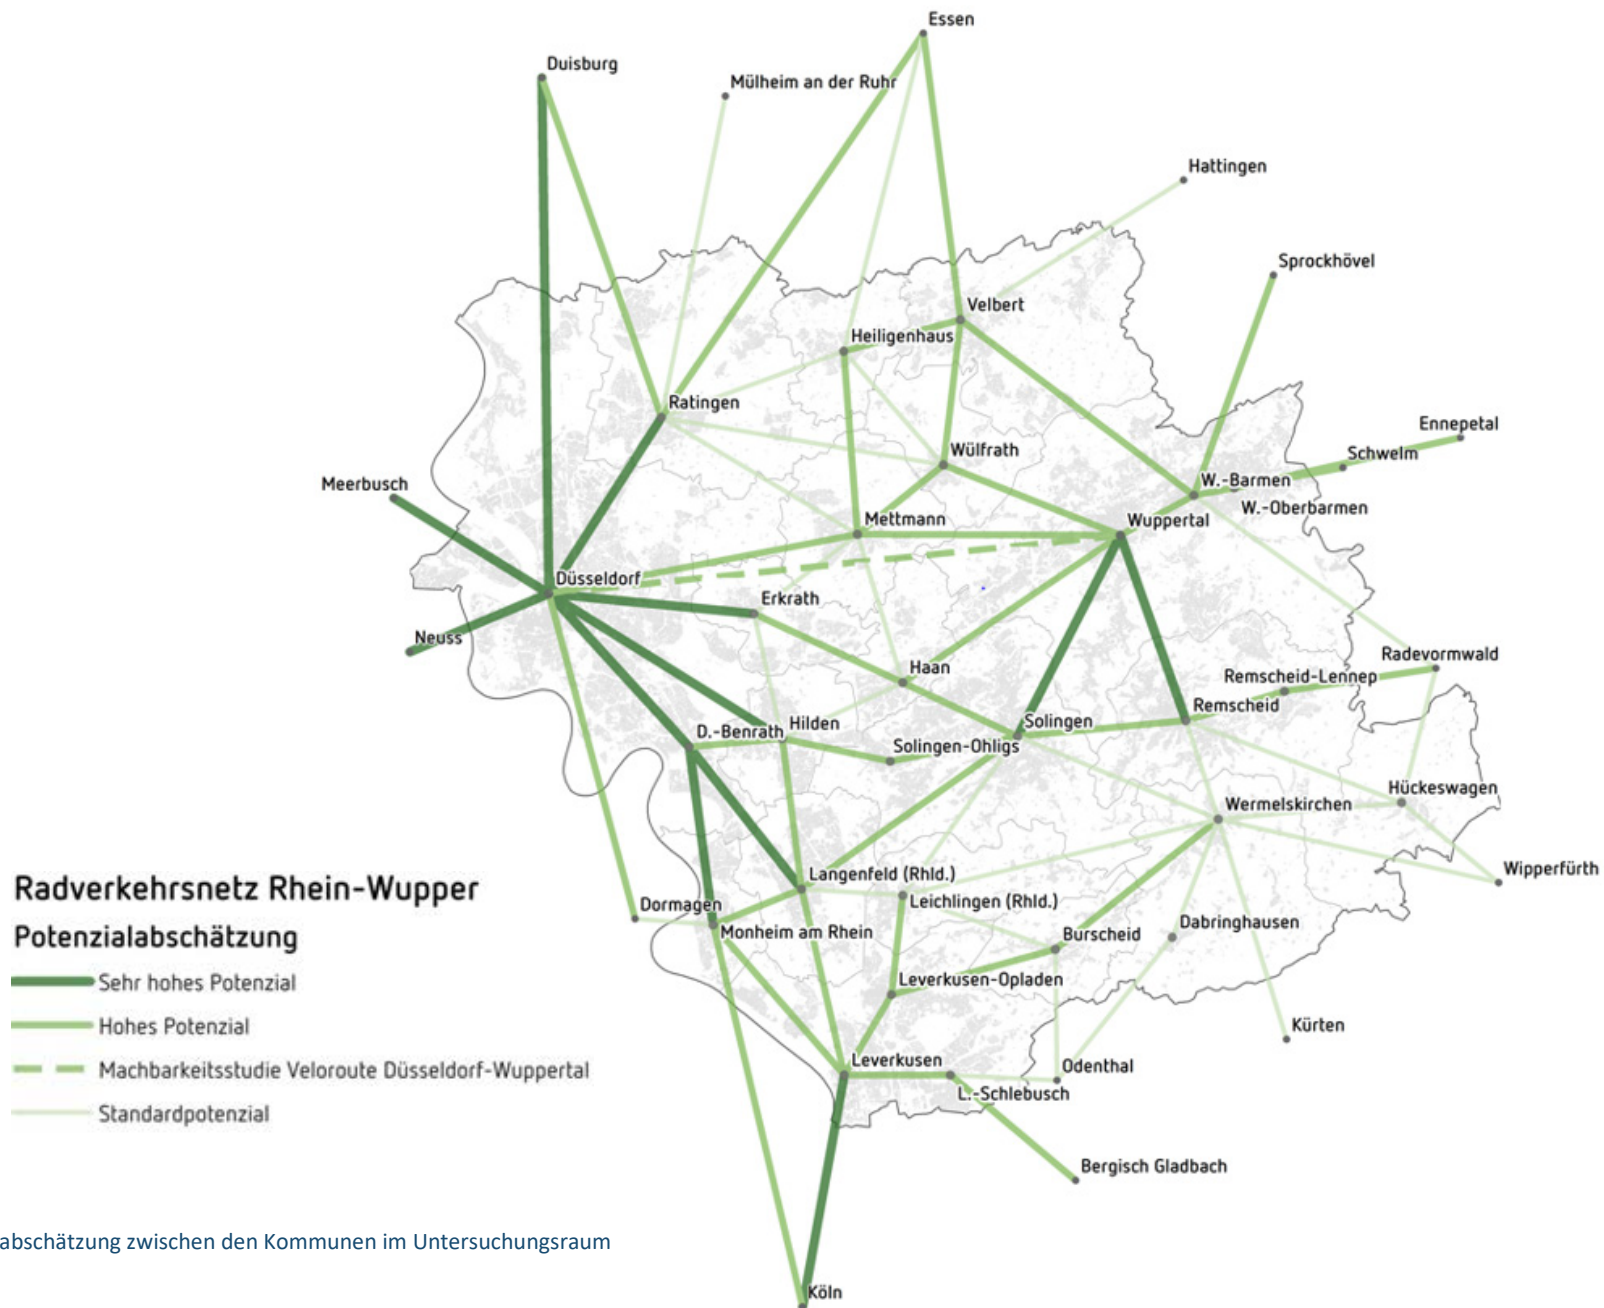 Essen
Duisburg
Mülheim an der Ruhr
Hattingen
Sprockhövel
Velbert
Heiligenhaus
Ratingen
Ennepetal
Schwelm
Wülfrath
W.-Barmen
Meerbusch
W.-Oberbarmen
Mettmann
Wuppertal
Düsseldorf
Erkrath
Neuss
Radevormwald
Haan
Remscheid-Lennep
Remscheid
Solingen
Hilden
D.-Benrath
Solingen-Ohligs
Hückeswagen
Wermelskirchen
Wipperfürth
Langenfeld (Rhld.)
Radverkehrsnetz Rhein-Wupper
Leichlingen (Rhld.)
Dormagen
Dabringhausen
Monheim am Rhein
Burscheid
Potenzialabschätzung
Leverkusen-Opladen
Sehr hohes Potenzial
Hohes Potenzial
Kürten
Leverkusen
Odenthal
Machbarkeitsstudie Veloroute Düsseldorf-Wuppertal
L.-Schlebusch
Standardpotenzial
Bergisch Gladbach
abschätzung zwischen den Kommunen im Untersuchungsraum
Köln